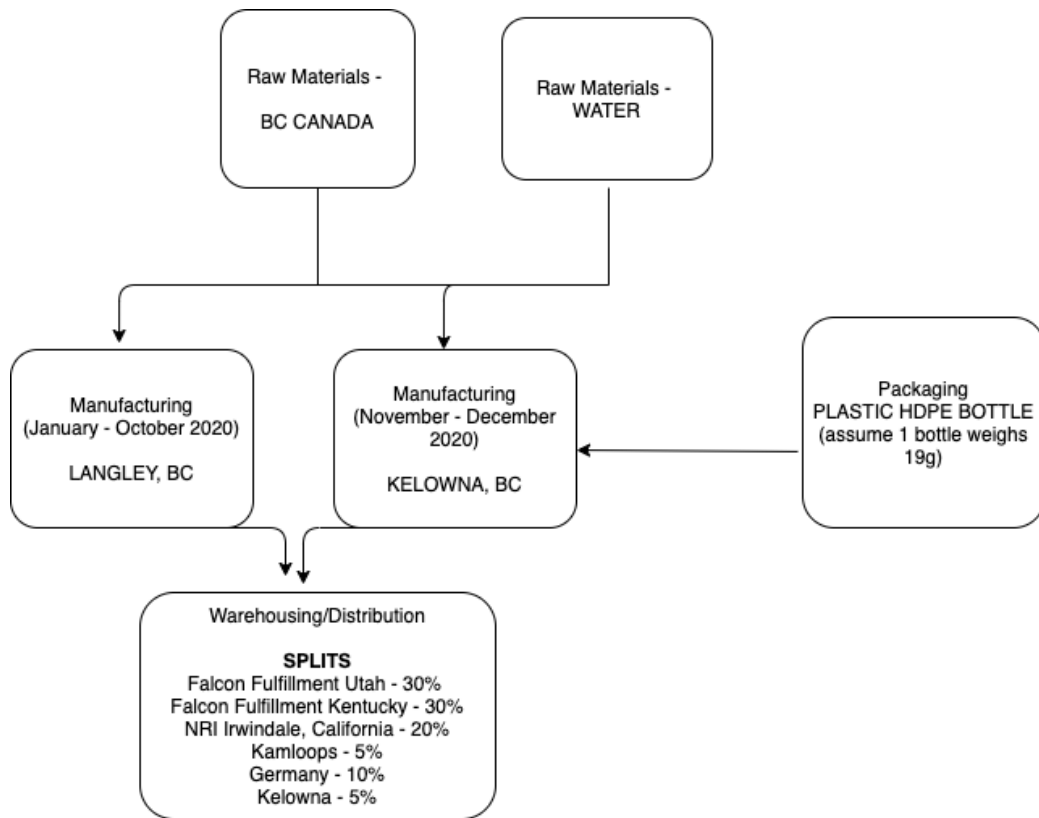 Raw Materials -
BC CANADA
Raw Materials -
WATER
Manufacturing
(January - October 2020)
LANGLEY, BC
Manufacturing
(November - December
2020)
KELOWNA, BC
Packaging
PLASTIC HDPE BOTTLE
(assume 1 bottle weighs
19g)
Warehousing/Distribution
SPLITS
Falcon Fulfillment Utah - 30%
Falcon Fulfillment Kentucky - 30%
NRI Irwindale, California - 20%
Kamloops - 5%
Germany - 10%
Kelowna - 5%